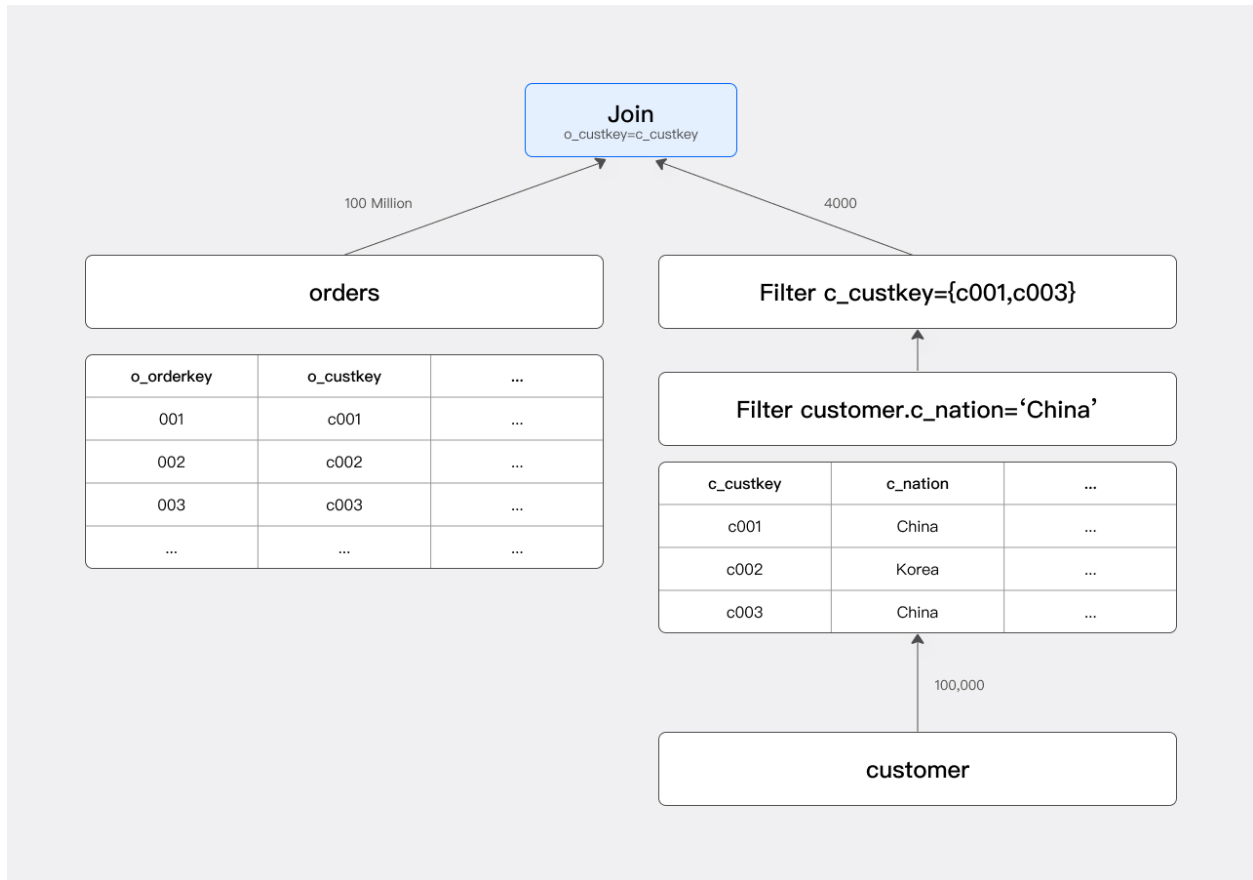 Join
o_custkey=c_custkey
100 Million
4000
orders
Filter c_custkey={c001,c003}
o_orderkey o_custkey ...
001 c001 ...
002 c002 ...
003 c003 ...
... ... ...
Filter customer.c_nation=‘China’
c_custkey c_nation ...
c001 China ...
c002 Korea ...
c003 China ...
100,000
customer